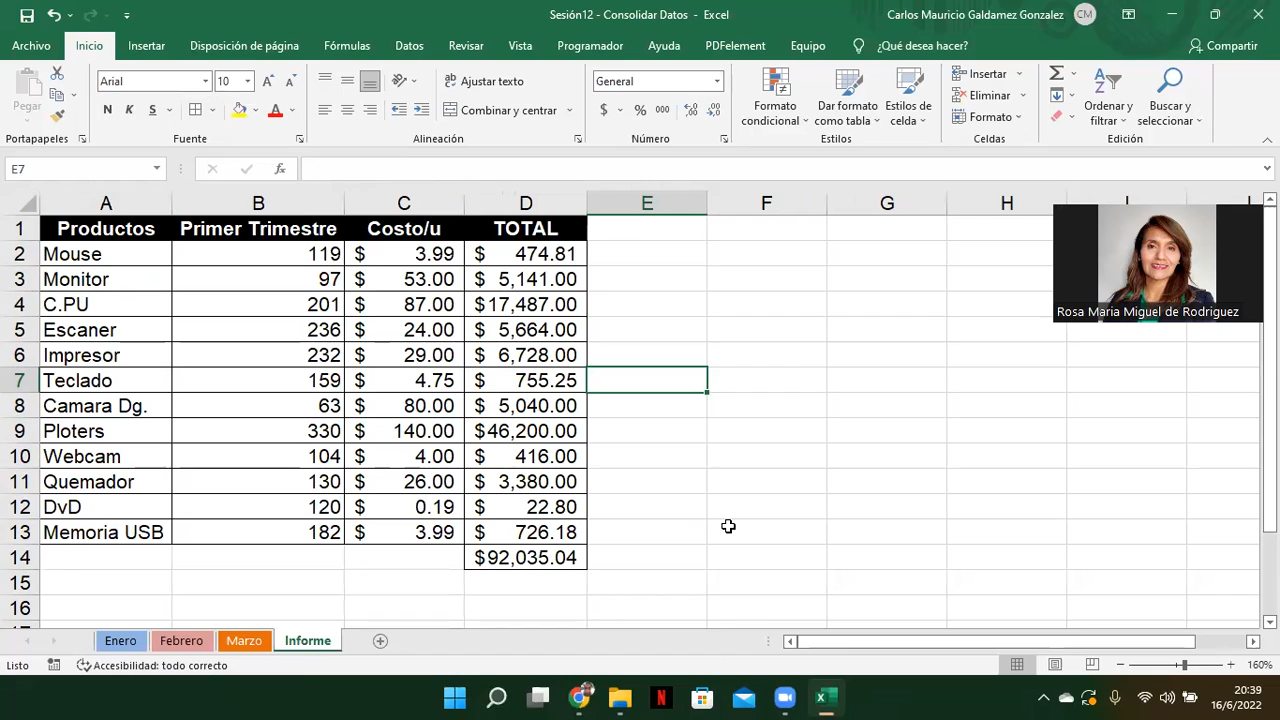 Sesión12 - Consolidar Datos - Excel
Carlos Mauricio Galdamez Gonzalez CM
Archivo Inicio Insertar Disposición de página Fórmulas Datos Revisar Vista Programador Ayuda PDFelement Equipo ¿Qué desea hacer? Compartir
Pegar
Arial 10
N K S
Ajustar texto
Combinar y centrar
General
$ % 000
Formato condicional
Dar formato como tabla
Estilos de celda
Insertar
Eliminar
Formato
Ordenar y filtrar
Buscar y seleccionar
Portapapeles Fuente Alineación Número Estilos Celdas Edición
E7 fx
A B C D E F G H
1 Productos Primer Trimestre Costo/u TOTAL
2 Mouse 119 $ 3.99 $ 474.81
3 Monitor 97 $ 53.00 $ 5,141.00
4 C.PU 201 $ 87.00 $17,487.00
5 Escaner 236 $ 24.00 $ 5,664.00
6 Impresor 232 $ 29.00 $ 6,728.00
7 Teclado 159 $ 4.75 $ 755.25
8 Camara Dg. 63 $ 80.00 $ 5,040.00
9 Ploters 330 $ 140.00 $46,200.00
10 Webcam 104 $ 4.00 $ 416.00
11 Quemador 130 $ 26.00 $ 3,380.00
12 DvD 120 $ 0.19 $ 22.80
13 Memoria USB 182 $ 3.99 $ 726.18
14 $92,035.04
15
16
Rosa Maria Miguel de Rodriguez
Enero Febrero Marzo Informe
Listo Accesibilidad: todo correcto 160%
20:39
16/6/2022